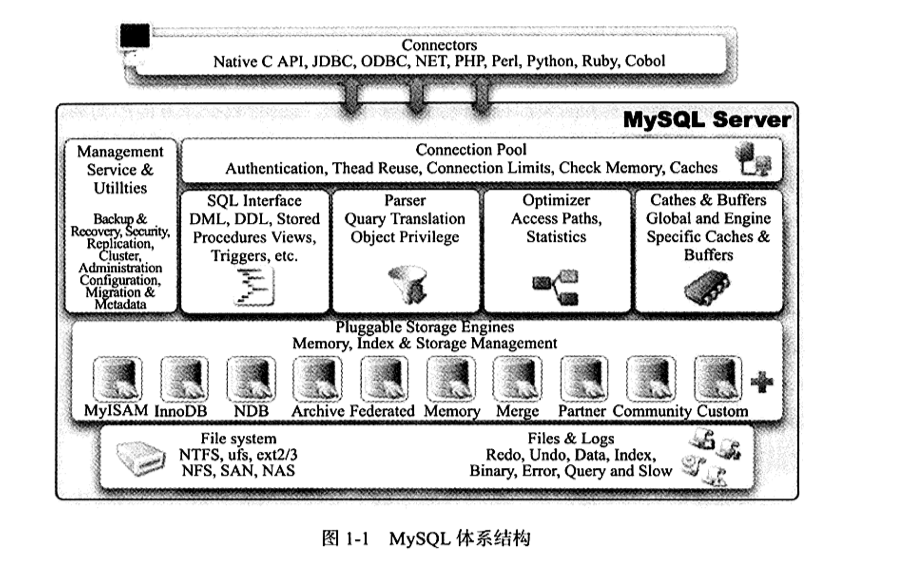 Connectors
Native C API, JDBC, ODBC, NET, PHP, Perl, Python, Ruby, Cobol
MySQL Server
Management
Service &
Utillties
Backup &
Recovery, Security,
Replication,
Cluster,
Administration
Configuration,
Migration &
Metadata
Connection Pool
Authentication, Thead Reuse, Connection Limits, Check Memory, Caches
SQL Interface
DML, DDL, Stored
Procedures Views,
Triggers, etc.
Parser
Quary Translation
Object Privilege
Optimizer
Access Paths,
Statistics
Cathes & Buffers
Global and Engine
Specific Caches &
Buffers
Pluggable Storage Engines
Memory, Index & Storage Management
MyISAM InnoDB NDB Archive Federated Memory Merge Partner Community Custom
File system
NTFS, ufs, ext2/3
NFS, SAN, NAS
Files & Logs
Redo, Undo, Data, Index,
Binary, Error, Query and Slow
图 1-1 MySQL 体系结构